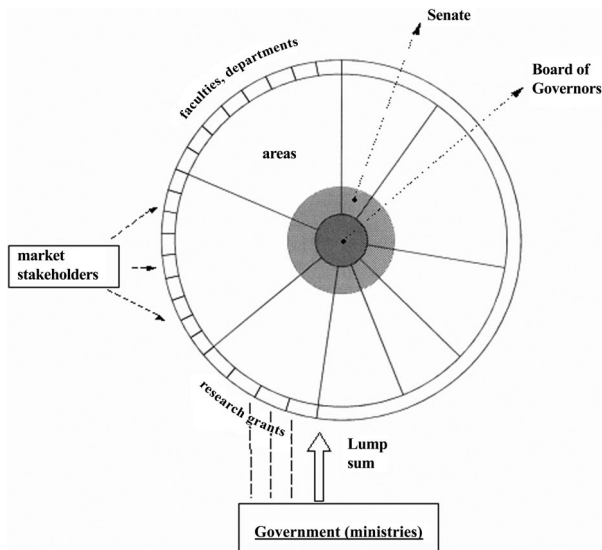 Senate
Board of
Governors
faculties, departments
areas
market
stakeholders
research grants
Lump
sum
Government (ministries)